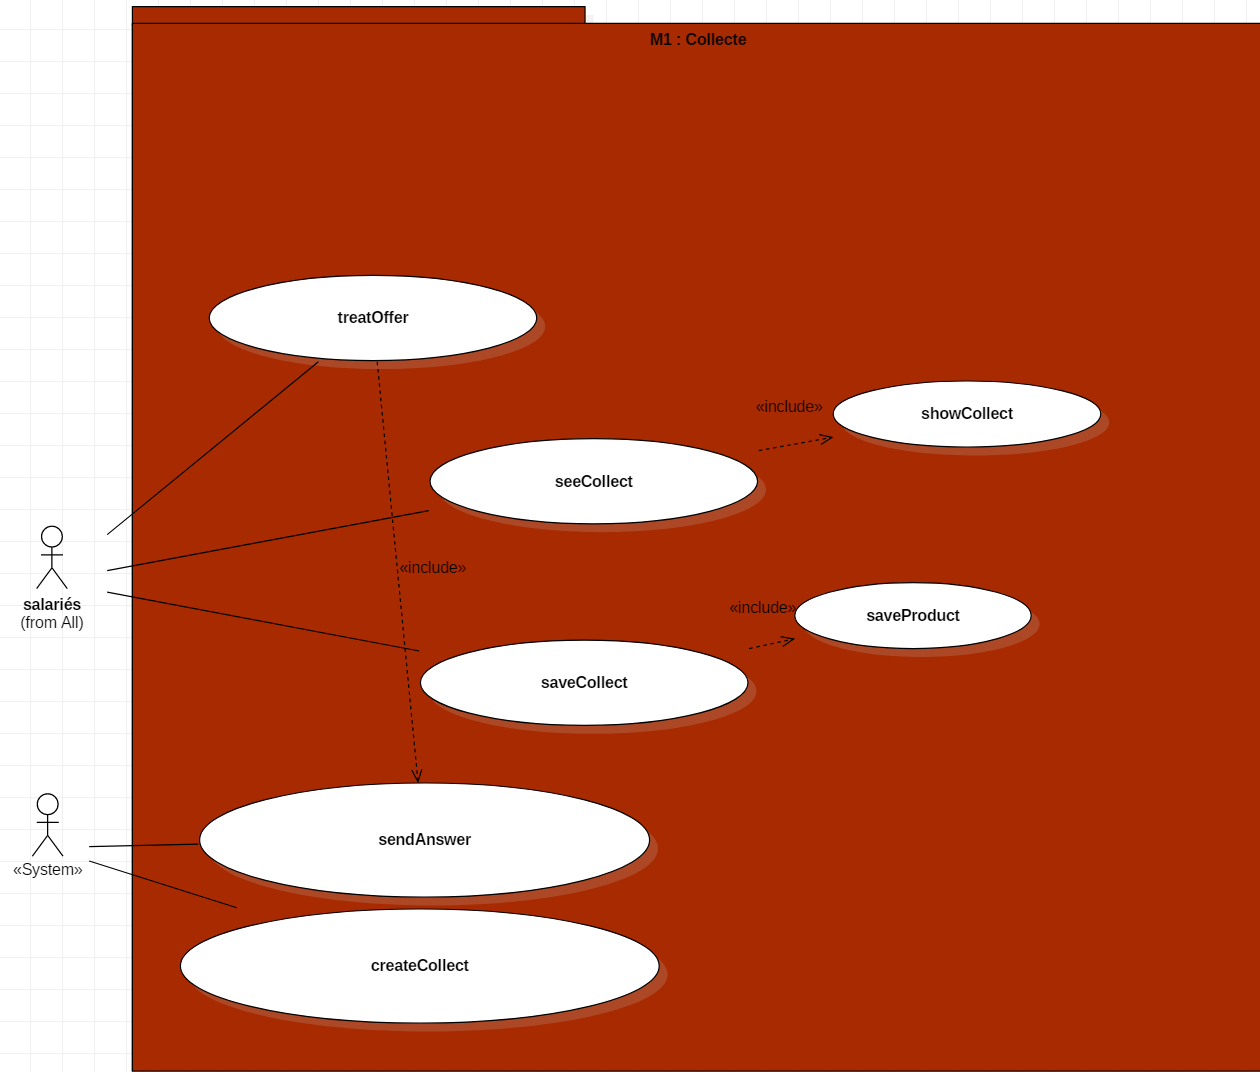 M1 : Collecte
treatOffer
«include»
showCollect
seeCollect
«include»
salariés
(from All)
«include»
saveProduct
saveCollect
sendAnswer
«System»
createCollect